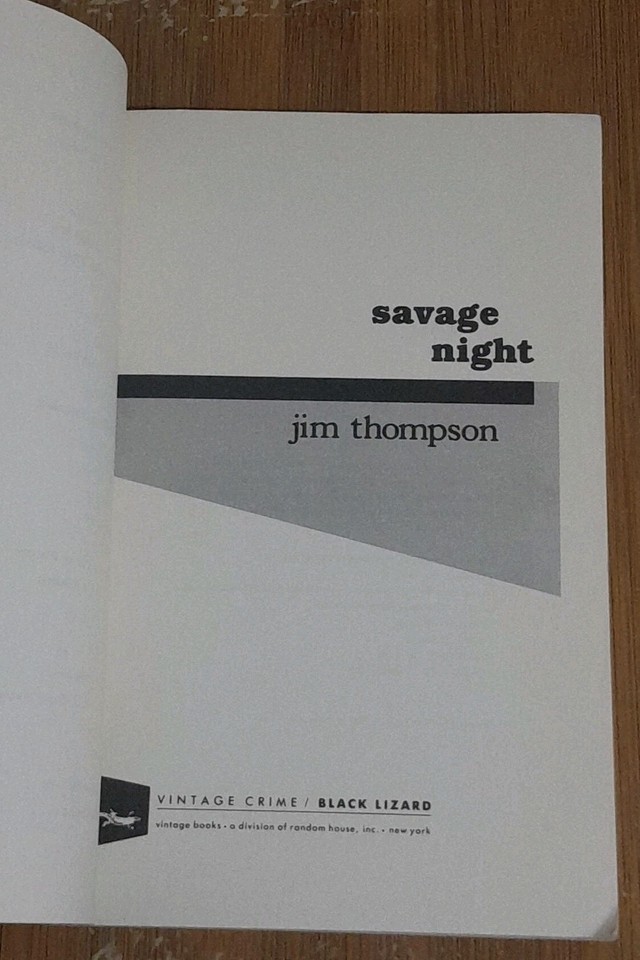 savage
night
jim thompson
VINTAGE CRIME / BLACK LIZARD
vintage books • a division of random house, inc. • new york